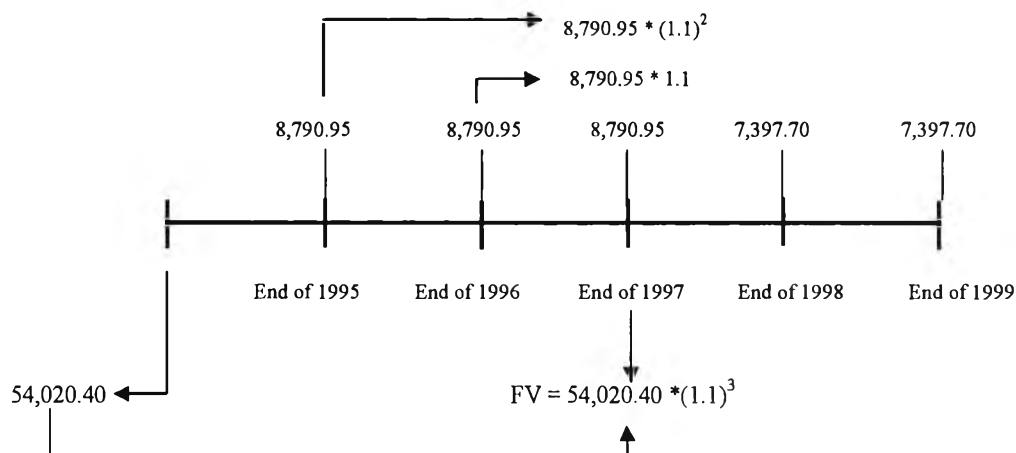 8,790.95 * (1.1)²
8,790.95 * 1.1
8,790.95 8,790.95 8,790.95 7,397.70 7,397.70
End of 1995 End of 1996 End of 1997 End of 1998 End of 1999
54,020.40 FV = 54,020.40 *(1.1)³